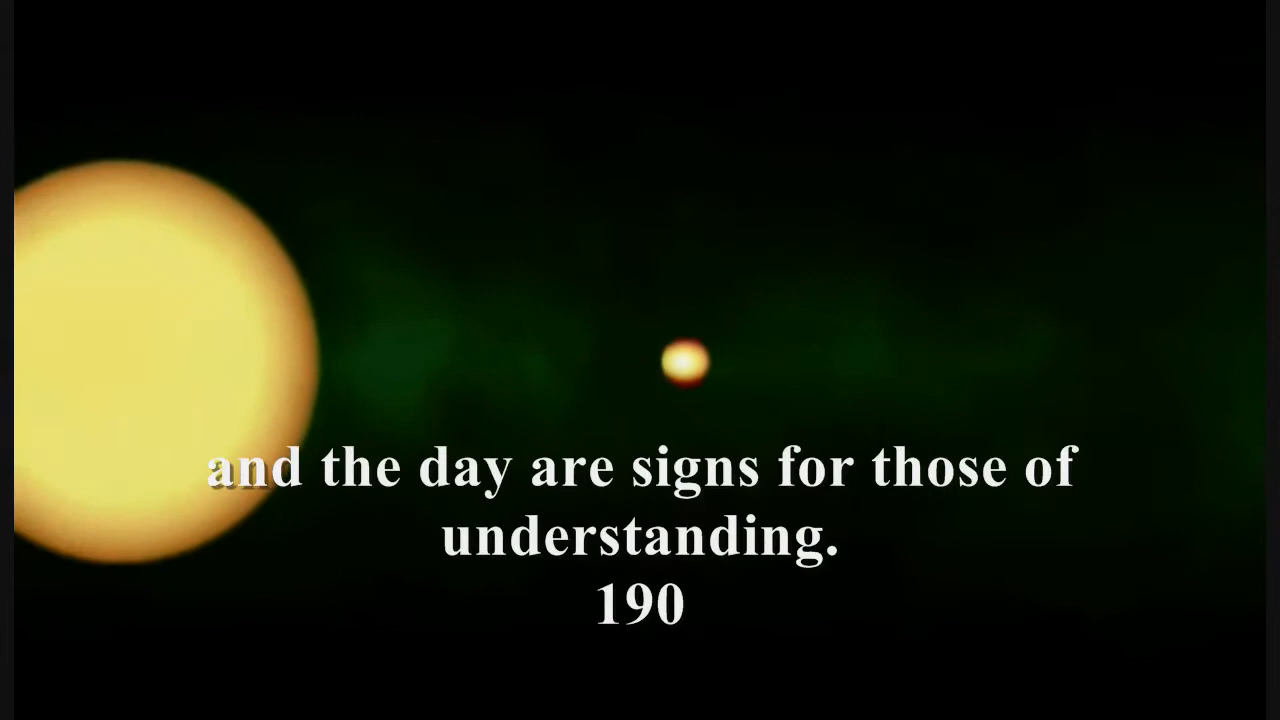 and the day are signs for those of
understanding.
190